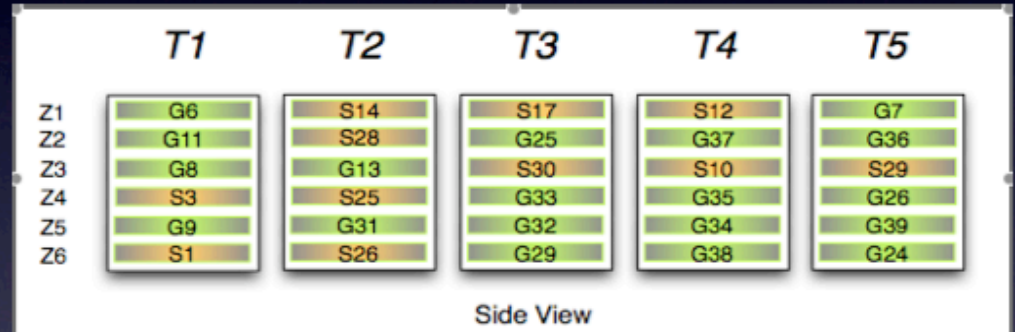 T1 T2 T3 T4 T5
Z1 G6 S14 S17 S12 G7
Z2 G11 S28 G25 G37 G36
Z3 G8 G13 S30 S10 S29
Z4 S3 S25 G33 G35 G26
Z5 G9 G31 G32 G34 G39
Z6 S1 S26 G29 G38 G24
Side View